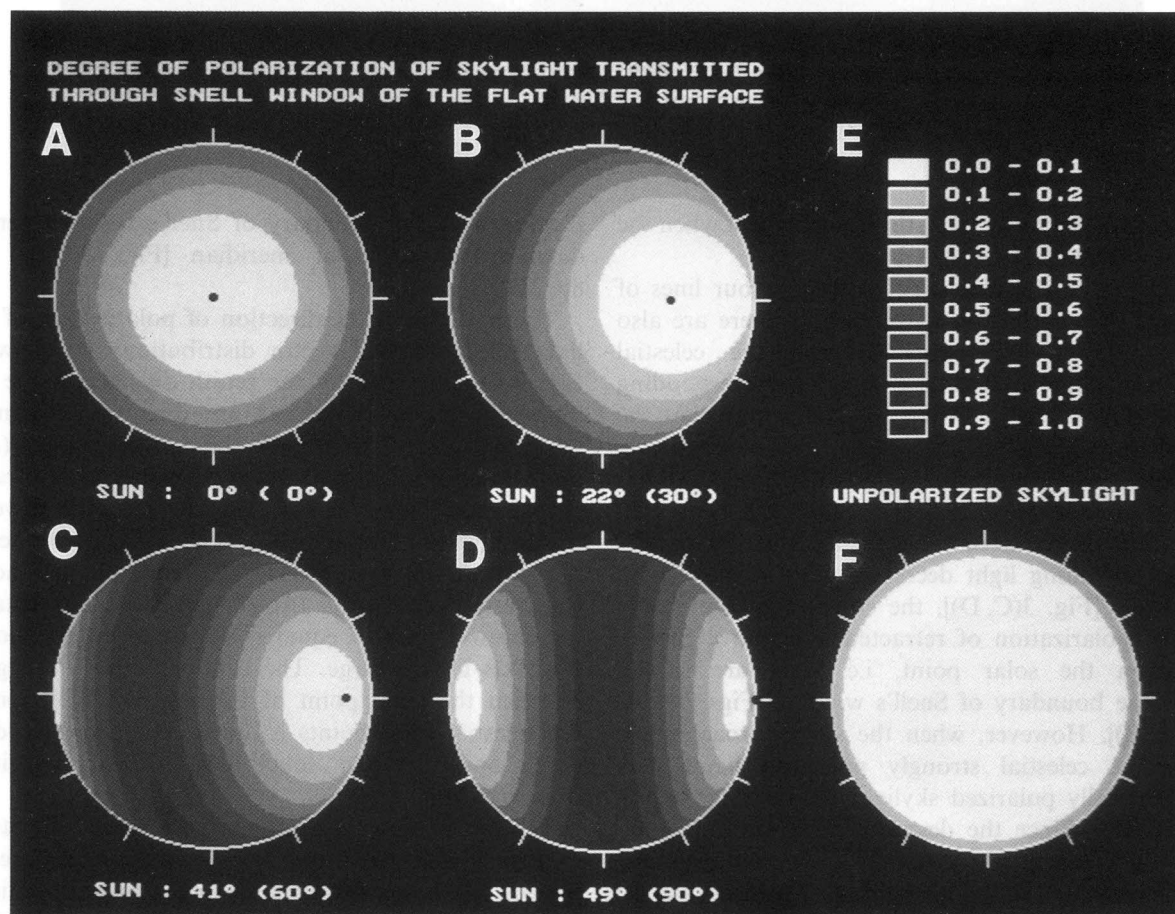 DEGREE OF POLARIZATION OF SKYLIGHT TRANSMITTED
THROUGH SNELL WINDOW OF THE FLAT WATER SURFACE
A
B
E
0.0 - 0.1
0.1 - 0.2
0.2 - 0.3
0.3 - 0.4
0.4 - 0.5
0.5 - 0.6
0.6 - 0.7
0.7 - 0.8
0.8 - 0.9
0.9 - 1.0
SUN : 0° ( 0°)
SUN : 22° (30°)
UNPOLARIZED SKYLIGHT
C
D
F
SUN : 41° (60°)
SUN : 49° (90°)